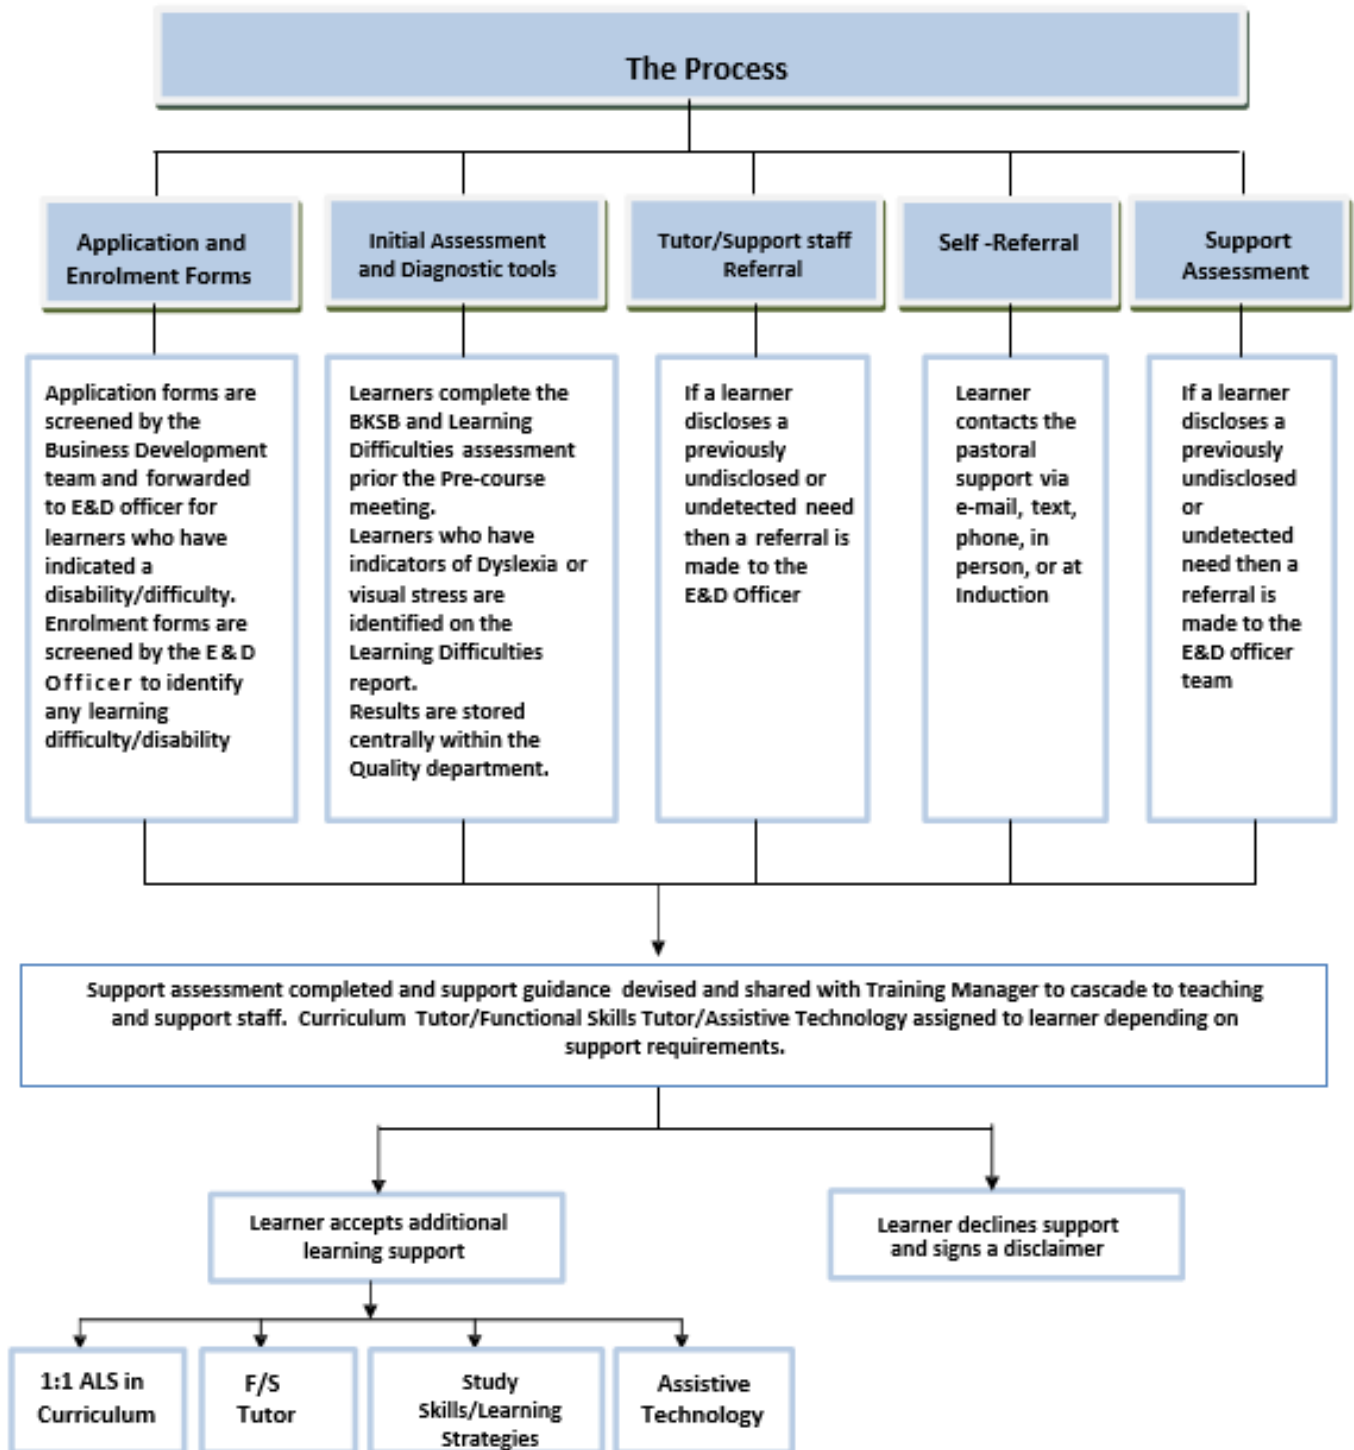 The Process
Application and
Enrolment Forms
Initial Assessment
and Diagnostic tools
Tutor/Support staff
Referral
Self -Referral
Support
Assessment
Application forms are
screened by the
Business Development
team and forwarded
to E&D officer for
learners who have
indicated a
disability/difficulty.
Enrolment forms are
screened by the E & D
Officer to identify
any learning
difficulty/disability
Learners complete the
BKSB and Learning
Difficulties assessment
prior the Pre-course
meeting.
Learners who have
indicators of Dyslexia or
visual stress are
identified on the
Learning Difficulties
report.
Results are stored
centrally within the
Quality department.
If a learner
discloses a
previously
undisclosed or
undetected need
then a referral is
made to the
E&D Officer
Learner
contacts the
pastoral
support via
e-mail, text,
phone, in
person, or at
Induction
If a learner
discloses a
previously
undisclosed
or
undetected
need then a
referral is
made to the
E&D officer
team
Support assessment completed and support guidance devised and shared with Training Manager to cascade to teaching
and support staff. Curriculum Tutor/Functional Skills Tutor/Assistive Technology assigned to learner depending on
support requirements.
Learner accepts additional
learning support
Learner declines support
and signs a disclaimer
1:1 ALS in
Curriculum
F/S
Tutor
Study
Skills/Learning
Strategies
Assistive
Technology